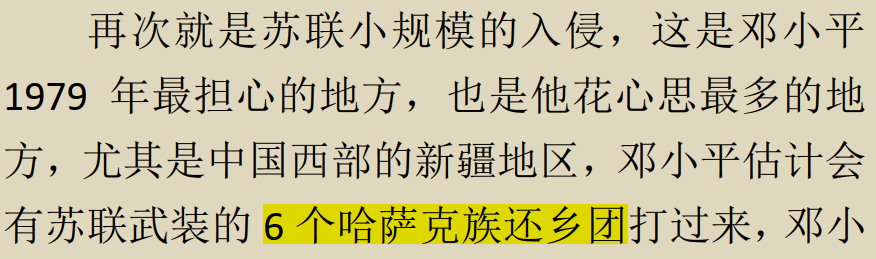 再次就是苏联小规模的入侵，这是邓小平
1979 年最担心的地方，也是他花心思最多的地
方，尤其是中国西部的新疆地区，邓小平估计会
有苏联武装的 6 个哈萨克族还乡团打过来，邓小